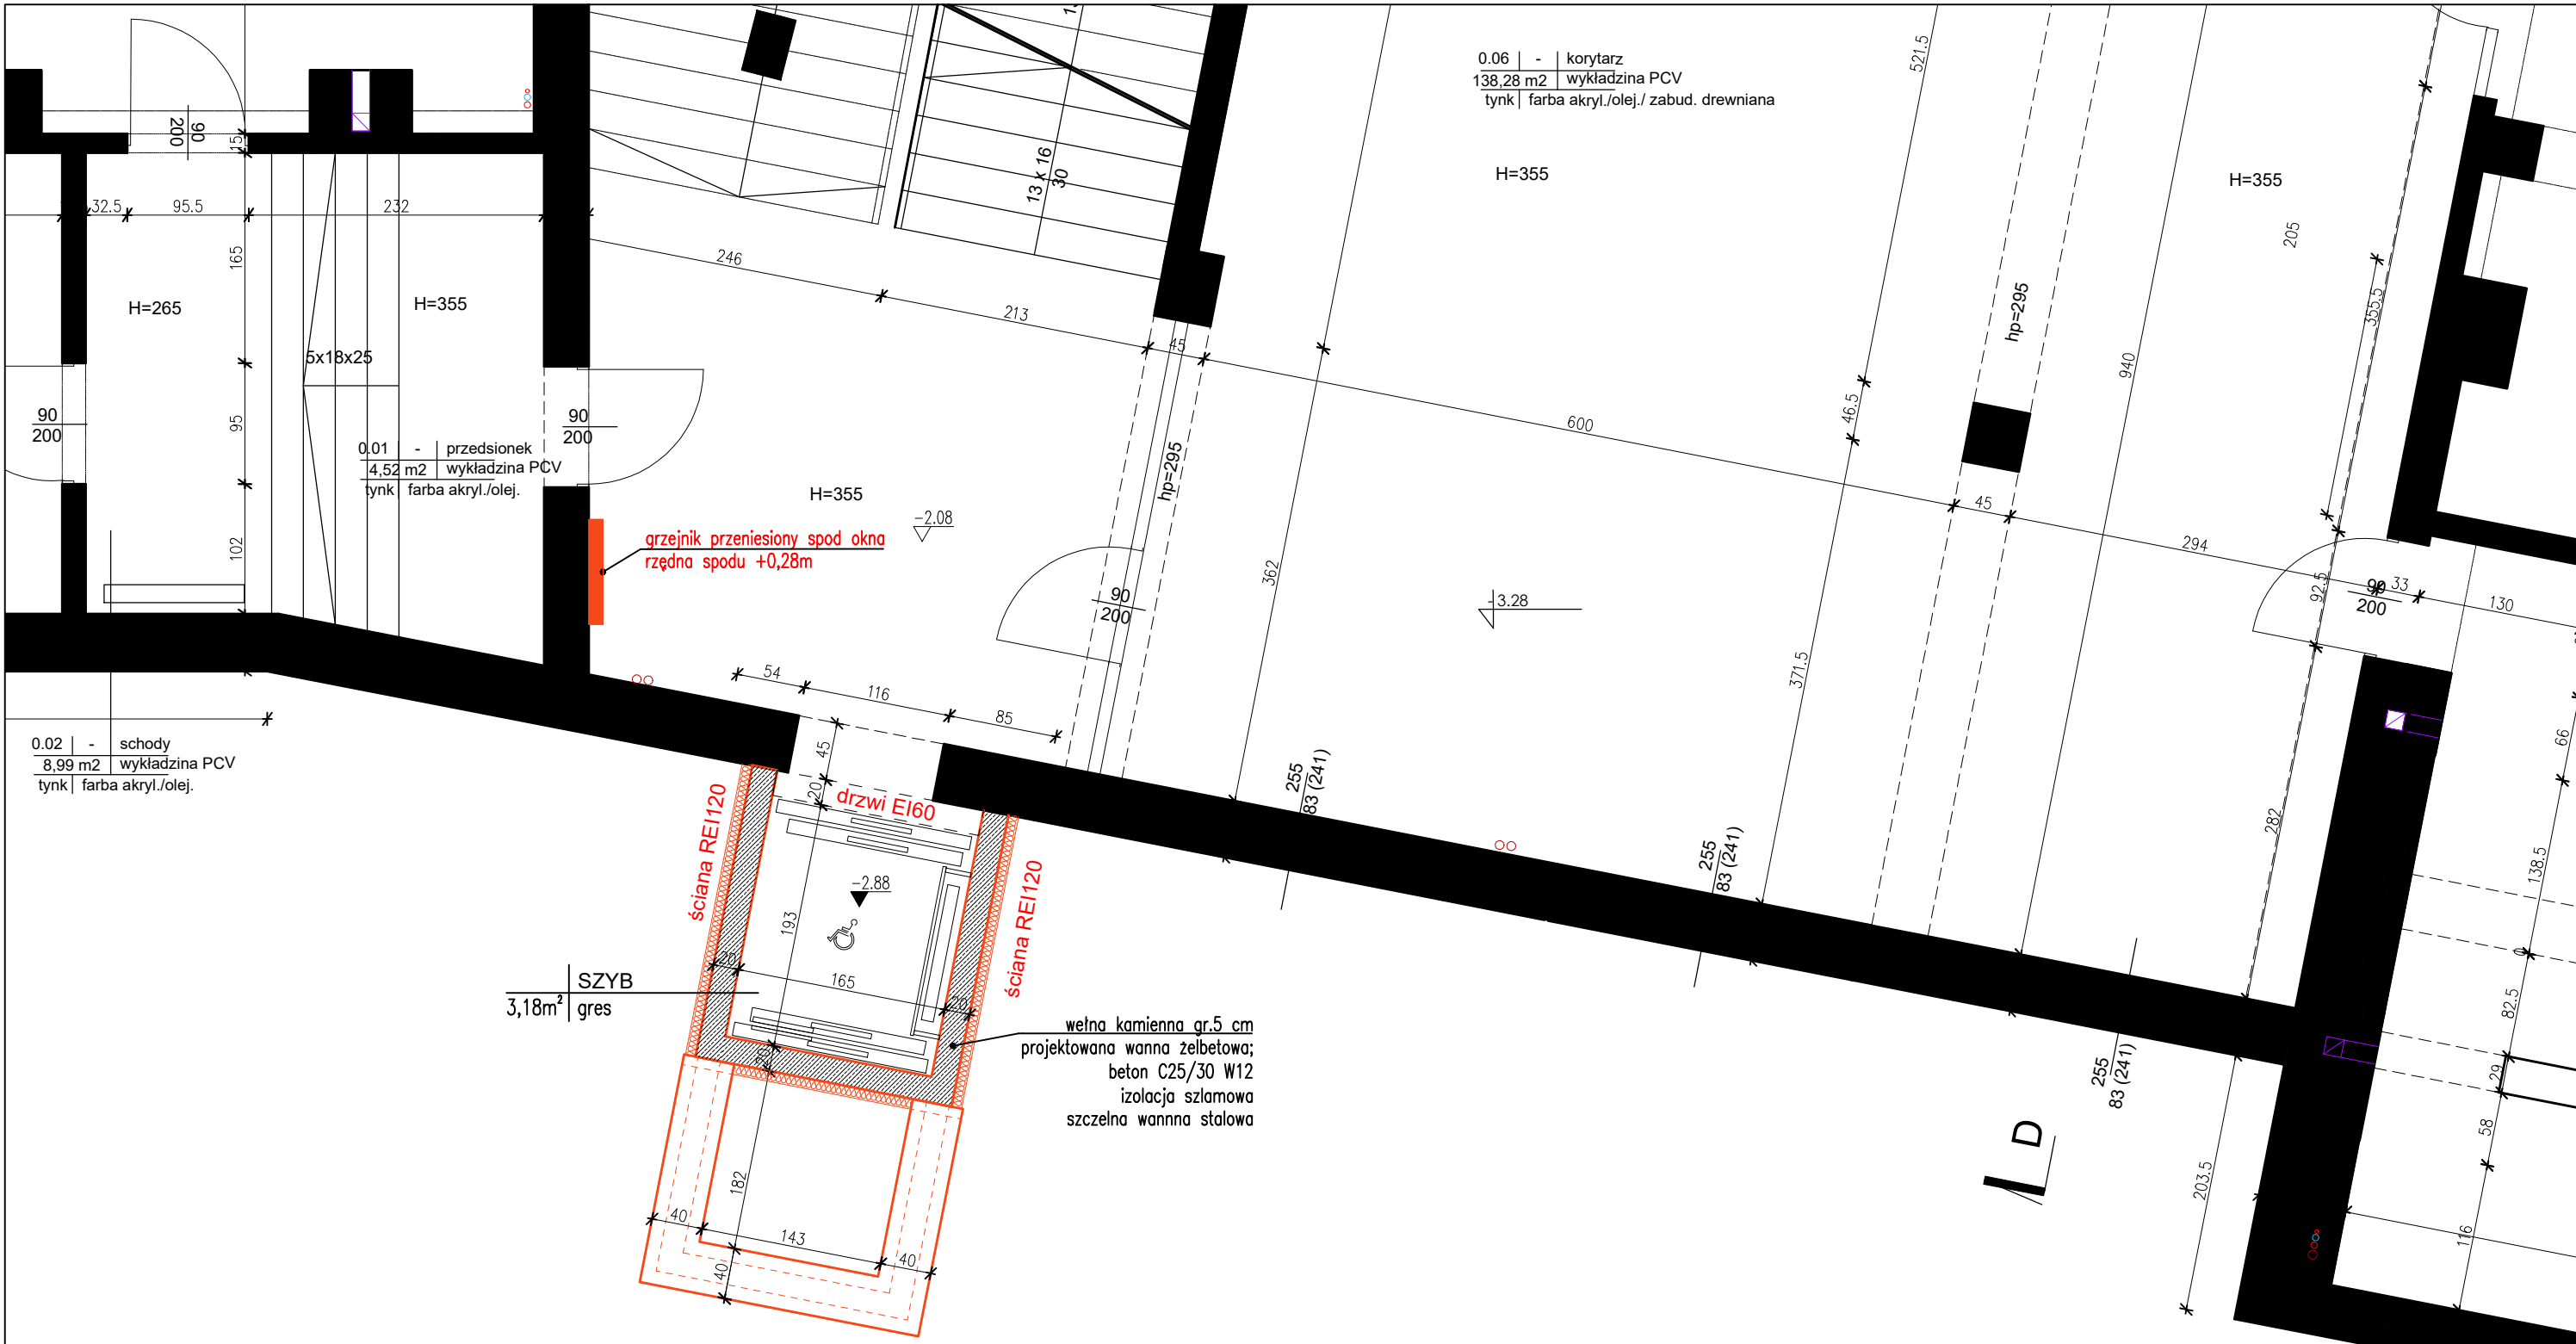 0.06 - korytarz
138,28 m2 wykładzina PCV
tynk farba akryl./olej./ zabud. drewniana
H=355
H=355
521.5
205
13 x 16
30
90
200
15
32.5
95.5
232
165
H=265
H=355
5x18x25
95
102
90
200
90
200
0.01 - przedsionek
4,52 m2 wykładzina PCV
tynk farba akryl./olej.
246
213
45
600
45
294
33
130
H=355
-2.08
grzejnik przeniesiony spod okna
rzędna spodu +0,28m
hp=295
hp=295
46.5
940
355.5
362
371.5
90
200
-3.28
92.5
90
200
282
54
116
85
45
20
0.02 - schody
8,99 m2 wykładzina PCV
tynk farba akryl./olej.
drzwi EI60
ściana REI120
ściana REI120
-2.88
193
20
165
20
20
SZYB
3,18m² gres
wełna kamienna gr.5 cm
projektowana wanna żelbetowa;
beton C25/30 W12
izolacja szlamowa
szczelna wannna stalowa
182
40
143
40
40
255
83 (241)
255
83 (241)
255
83 (241)
D
203.5
66
138.5
0
82.5
29
58
116